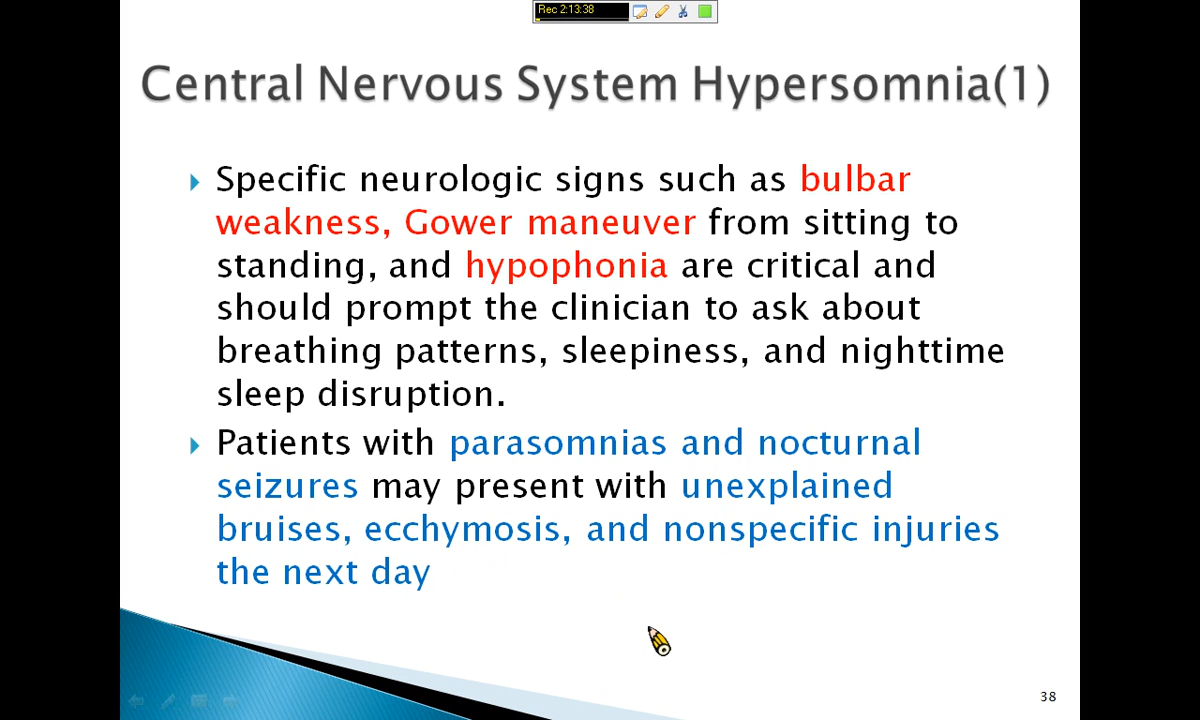 Rec 2:13:38
Central Nervous System Hypersomnia(1)
Specific neurologic signs such as bulbar
weakness, Gower maneuver from sitting to
standing, and hypophonia are critical and
should prompt the clinician to ask about
breathing patterns, sleepiness, and nighttime
sleep disruption.
Patients with parasomnias and nocturnal
seizures may present with unexplained
bruises, ecchymosis, and nonspecific injuries
the next day
38